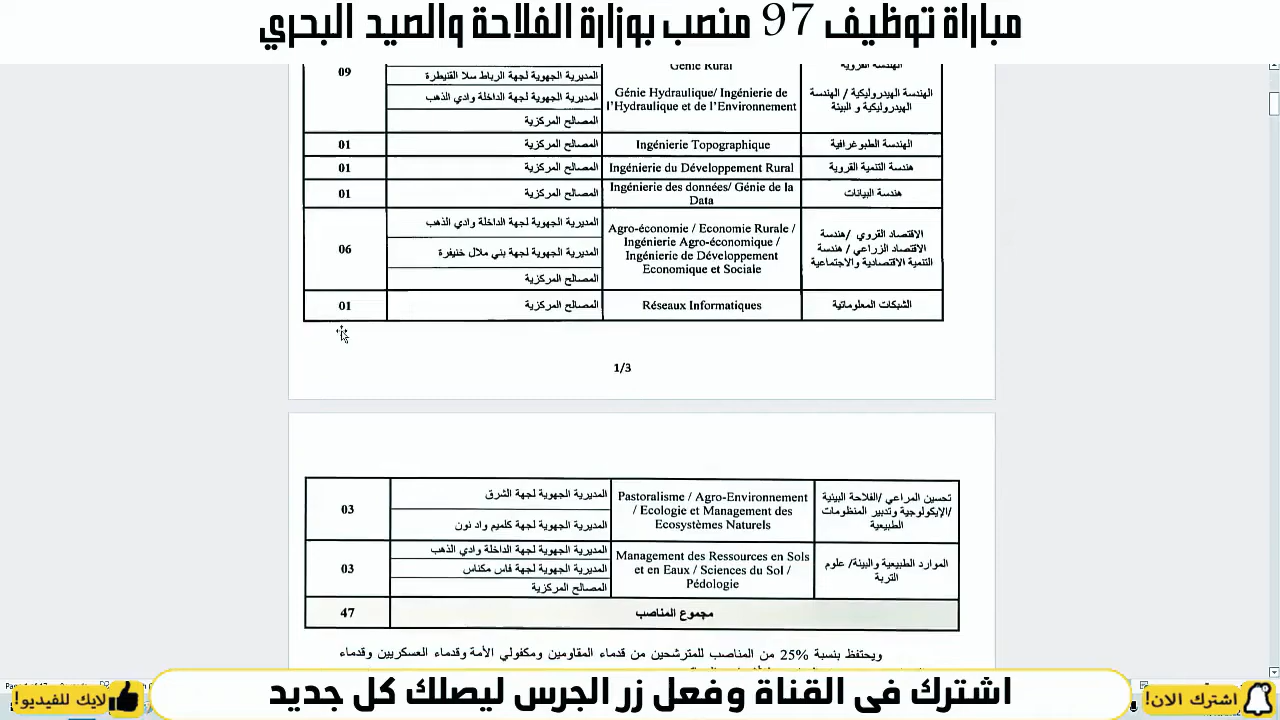 مباراة توظيف 97 منصب بوزارة الفلاحة والصيد البحري
الهندسة القروية
Génie Rural
المديرية الجهوية لجهة الرباط سلا القنيطرة
09
الهندسة الهيدروليكية / الهندسة
الهيدروليكية و البيئة
Génie Hydraulique/ Ingénierie de
l'Hydraulique et de l'Environnement
المديرية الجهوية لجهة الداخلة وادي الذهب
المصالح المركزية
الهندسة الطبوغرافية
Ingénierie Topographique
المصالح المركزية
01
هندسة التنمية القروية
Ingénierie du Développement Rural
المصالح المركزية
01
هندسة البيانات
Ingénierie des données/ Génie de la
Data
المصالح المركزية
01
الاقتصاد القروي /هندسة
الاقتصاد الزراعي / هندسة
التنمية الاقتصادية والاجتماعية
Agro-économie / Economie Rurale /
Ingénierie Agro-économique /
Ingénierie de Développement
Economique et Sociale
المديرية الجهوية لجهة الداخلة وادي الذهب
المديرية الجهوية لجهة بني ملال خنيفرة
المصالح المركزية
06
الشبكات المعلوماتية
Réseaux Informatiques
المصالح المركزية
01
1/3
تحسين المراعي /الفلاحة البيئية
/الإيكولوجية وتدبير المنظومات
الطبيعية
Pastoralisme / Agro-Environnement
/ Ecologie et Management des
Ecosystèmes Naturels
المديرية الجهوية لجهة الشرق
المديرية الجهوية لجهة كلميم واد نون
03
الموارد الطبيعية والبيئة/ علوم
التربة
Management des Ressources en Sols
et en Eaux / Sciences du Sol /
Pédologie
المديرية الجهوية لجهة الداخلة وادي الذهب
المديرية الجهوية لجهة فاس مكناس
المصالح المركزية
03
مجموع المناصب
47
ويحتفظ بنسبة 25% من المناصب للمترشحين من قدماء المقاومين ومكفولي الأمة وقدماء العسكريين وقدماء
اشترك الان!
اشترك في القناة وفعل زر الجرس ليصلك كل جديد
لايك للفيديو!